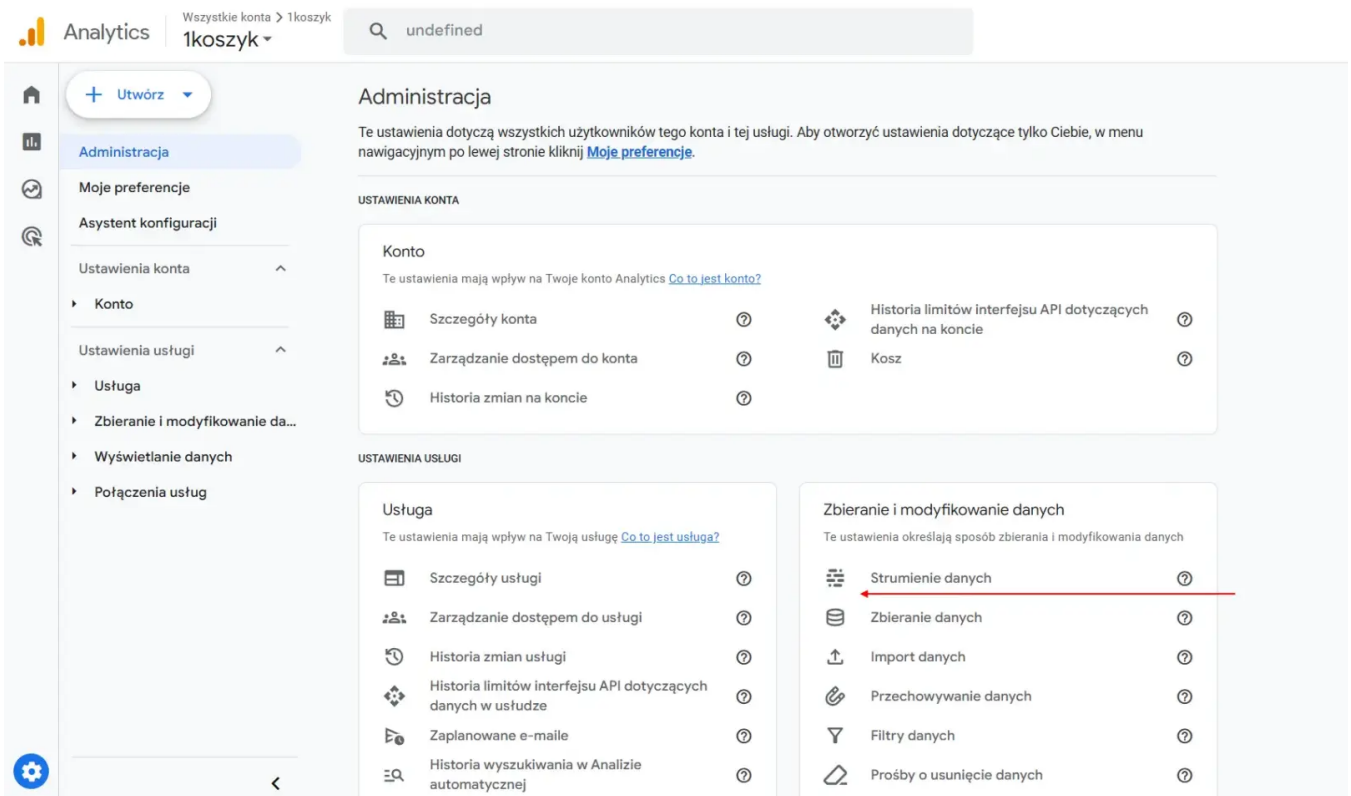 Analytics
Wszystkie konta > 1koszyk
1koszyk
undefined
Utwórz
Administracja
Moje preferencje
Asystent konfiguracji
Ustawienia konta
Konto
Ustawienia usługi
Usługa
Zbieranie i modyfikowanie da...
Wyświetlanie danych
Połączenia usług
Administracja
Te ustawienia dotyczą wszystkich użytkowników tego konta i tej usługi. Aby otworzyć ustawienia dotyczące tylko Ciebie, w menu
nawigacyjnym po lewej stronie kliknij Moje preferencje.
USTAWIENIA KONTA
Konto
Te ustawienia mają wpływ na Twoje konto Analytics Co to jest konto?
Szczegóły konta
Zarządzanie dostępem do konta
Historia zmian na koncie
Historia limitów interfejsu API dotyczących
danych na koncie
Kosz
USTAWIENIA USŁUGI
Usługa
Te ustawienia mają wpływ na Twoją usługę Co to jest usługa?
Szczegóły usługi
Zarządzanie dostępem do usługi
Historia zmian usługi
Historia limitów interfejsu API dotyczących
danych w usłudze
Zaplanowane e-maile
Historia wyszukiwania w Analizie
automatycznej
Zbieranie i modyfikowanie danych
Te ustawienia określają sposób zbierania i modyfikowania danych
Strumienie danych
Zbieranie danych
Import danych
Przechowywanie danych
Filtry danych
Prośby o usunięcie danych